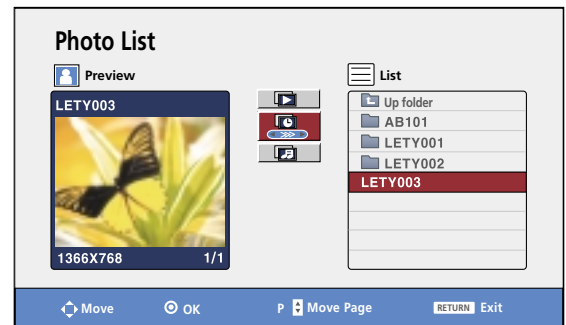 Photo List
Preview
LETY003
1366X768 1/1
List
Up folder
AB101
LETY001
LETY002
LETY003
Move OK P Move Page RETURN Exit